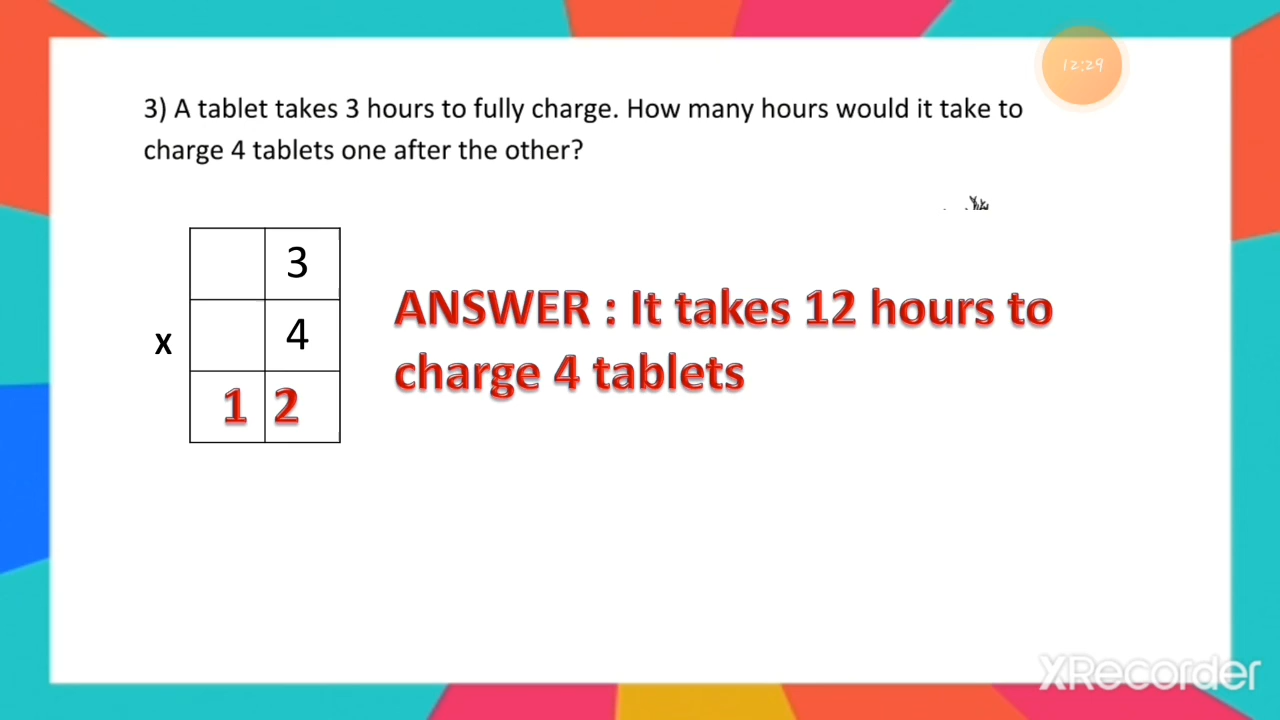 12:29
3) A tablet takes 3 hours to fully charge. How many hours would it take to
charge 4 tablets one after the other?
3
x 4
1 2
ANSWER : It takes 12 hours to
charge 4 tablets
XRecorder